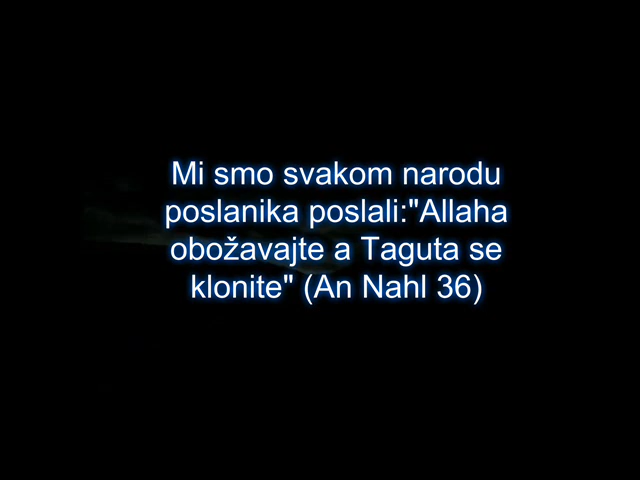 Mi smo svakom narodu
poslanika poslali:"Allaha
obožavajte a Taguta se
klonite" (An Nahl 36)